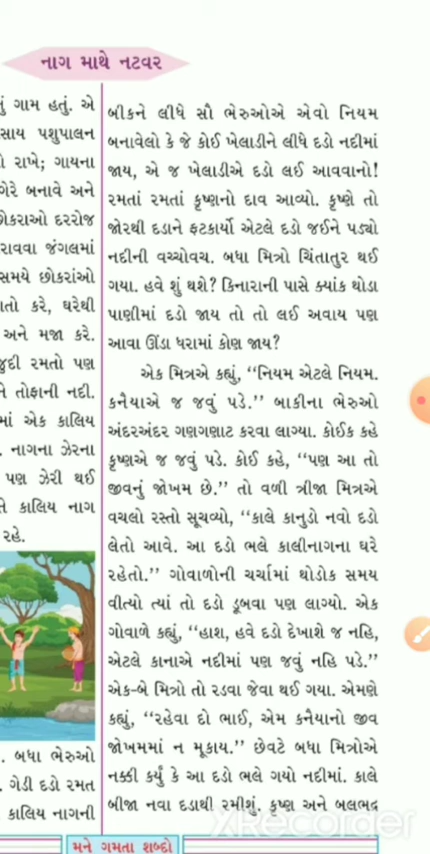 નાગ માથે નટવર
ગામ હતું. એ
પશુપાલન
રાખે; ગાયના
બનાવે અને
દરરોજ
જંગલમાં
સમયે છોકરાંઓ
કરે, ઘરેથી
અને મજા કરે.
રમતો પણ
તોફાની નદી.
એક કાલિય
નાગના ઝેરના
પણ ઝેરી થઈ
કાલિય નાગ
રહે.
. બધા ભેરુઓ
ગેડી દડો રમત
કાલિય નાગની
બીકને લીધે સૌ ભેરુઓએ એવો નિયમ
બનાવેલો કે જે કોઈ ખેલાડીને લીધે દડો નદીમાં
જાય, એ જ ખેલાડીએ દડો લઈ આવવાનો!
રમતાં રમતાં કૃષ્ણનો દાવ આવ્યો. કૃષ્ણે તો
જોરથી દડાને ફટકાર્યો એટલે દડો જઈને પડ્યો
નદીની વચ્ચોવચ. બધા મિત્રો ચિંતાતુર થઈ
ગયા. હવે શું થશે? કિનારાની પાસે ક્યાંક થોડા
પાણીમાં દડો જાય તો તો લઈ અવાય પણ
આવા ઊંડા ધરામાં કોણ જાય?
એક મિત્રએ કહ્યું, “નિયમ એટલે નિયમ.
કનૈયાએ જ જવું પડે.” બાકીના ભેરુઓ
અંદરઅંદર ગણગણાટ કરવા લાગ્યા. કોઈક કહે
કૃષ્ણએ જ જવું પડે. કોઈ કહે, “પણ આ તો
જીવનું જોખમ છે.” તો વળી ત્રીજા મિત્રએ
વચલો રસ્તો સૂચવ્યો, “કાલે કાનુડો નવો દડો
લેતો આવે. આ દડો ભલે કાલીનાગના ઘરે
રહેતો.” ગોવાળોની ચર્ચામાં થોડોક સમય
વીત્યો ત્યાં તો દડો ડૂબવા પણ લાગ્યો. એક
ગોવાળે કહ્યું, “હાશ, હવે દડો દેખાશે જ નહિ,
એટલે કાનાએ નદીમાં પણ જવું નહિ પડે.”
એક-બે મિત્રો તો રડવા જેવા થઈ ગયા. એમણે
કહ્યું, “રહેવા દો ભાઈ, એમ કનૈયાનો જીવ
જોખમમાં ન મૂકાય.” છેવટે બધા મિત્રોએ
નક્કી કર્યું કે આ દડો ભલે ગયો નદીમાં. કાલે
બીજા નવા દડાથી રમીશું. કૃષ્ણ અને બલભદ્ર
XRecorder
મને ગમતા શબ્દો